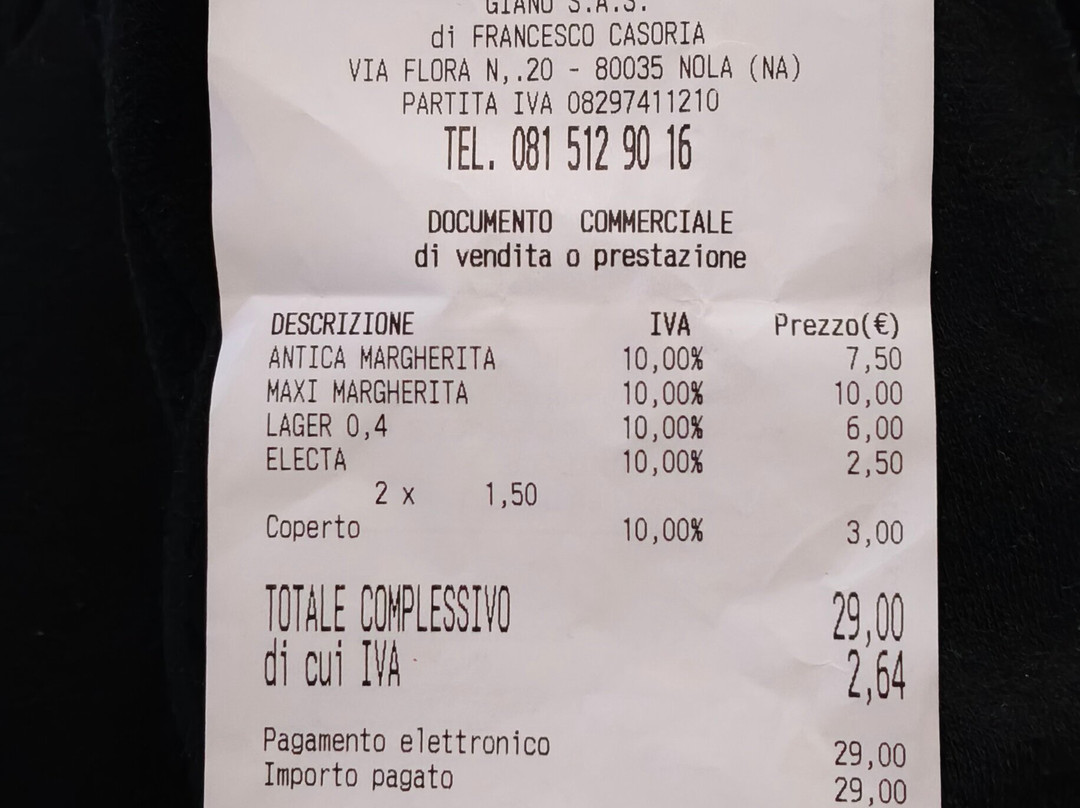 GIANO S.A.S.
di FRANCESCO CASORIA
VIA FLORA N,.20 - 80035 NOLA (NA)
PARTITA IVA 08297411210
TEL. 081 512 90 16
DOCUMENTO COMMERCIALE
di vendita o prestazione
DESCRIZIONE IVA Prezzo(€)
ANTICA MARGHERITA 10,00% 7,50
MAXI MARGHERITA 10,00% 10,00
LAGER 0,4 10,00% 6,00
ELECTA 10,00% 2,50
2 x 1,50
Coperto 10,00% 3,00
TOTALE COMPLESSIVO 29,00
di cui IVA 2,64
Pagamento elettronico 29,00
Importo pagato 29,00